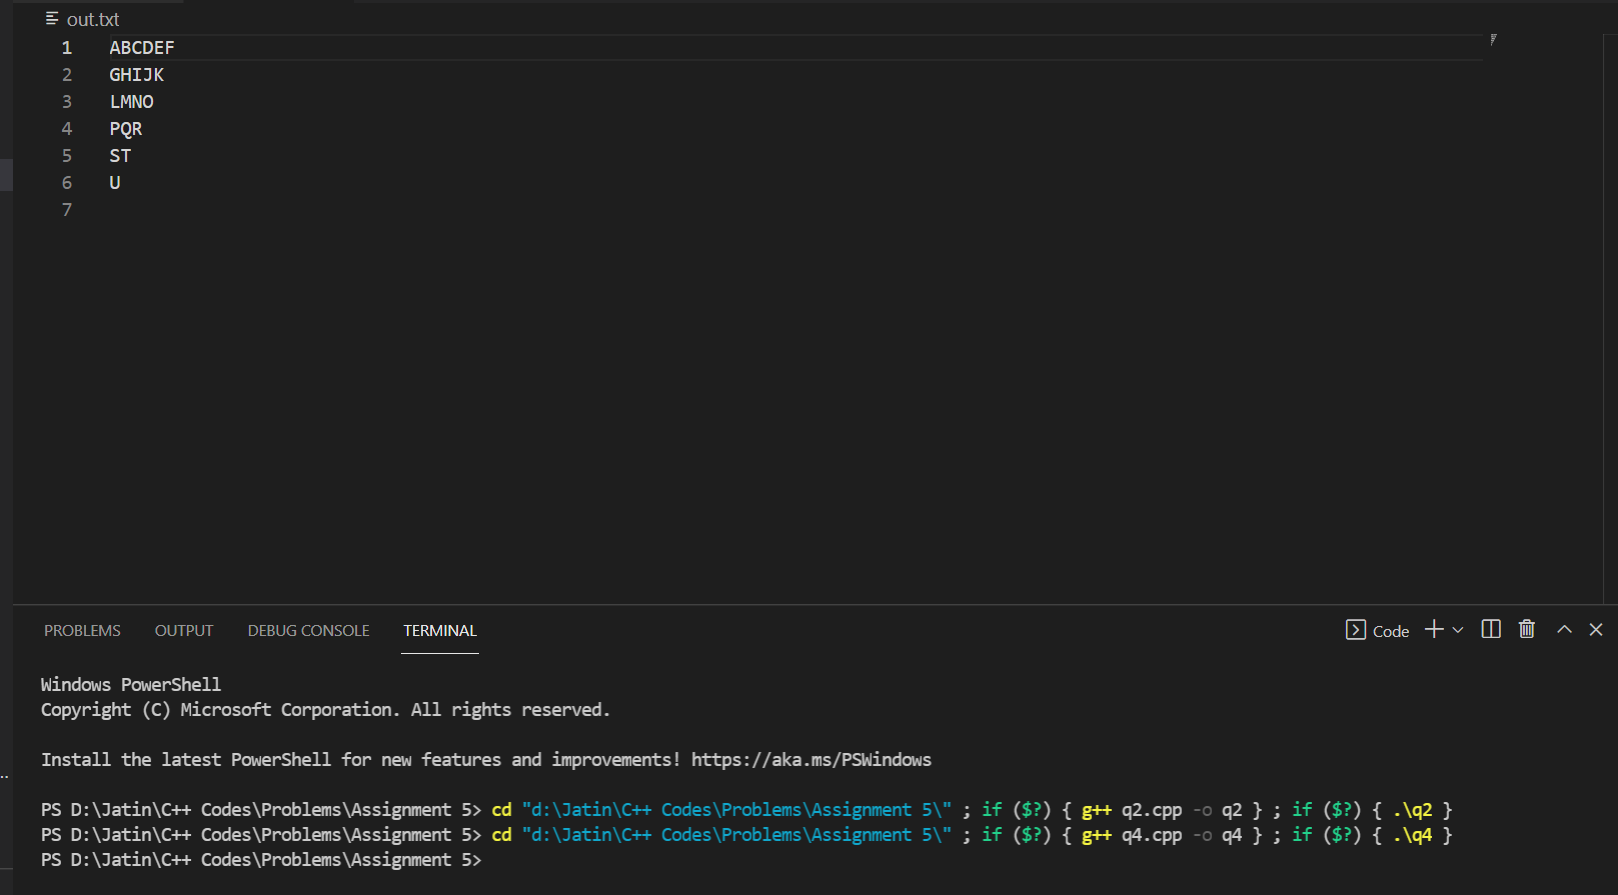 out.txt
1 ABCDEF
2 GHIJK
3 LMNO
4 PQR
5 ST
6 U
7
PROBLEMS OUTPUT DEBUG CONSOLE TERMINAL Code
Windows PowerShell
Copyright (C) Microsoft Corporation. All rights reserved.
Install the latest PowerShell for new features and improvements! https://aka.ms/PSWindows
PS D:\Jatin\C++ Codes\Problems\Assignment 5> cd "d:\Jatin\C++ Codes\Problems\Assignment 5\" ; if ($?) { g++ q2.cpp -o q2 } ; if ($?) { .\q2 }
PS D:\Jatin\C++ Codes\Problems\Assignment 5> cd "d:\Jatin\C++ Codes\Problems\Assignment 5\" ; if ($?) { g++ q4.cpp -o q4 } ; if ($?) { .\q4 }
PS D:\Jatin\C++ Codes\Problems\Assignment 5>